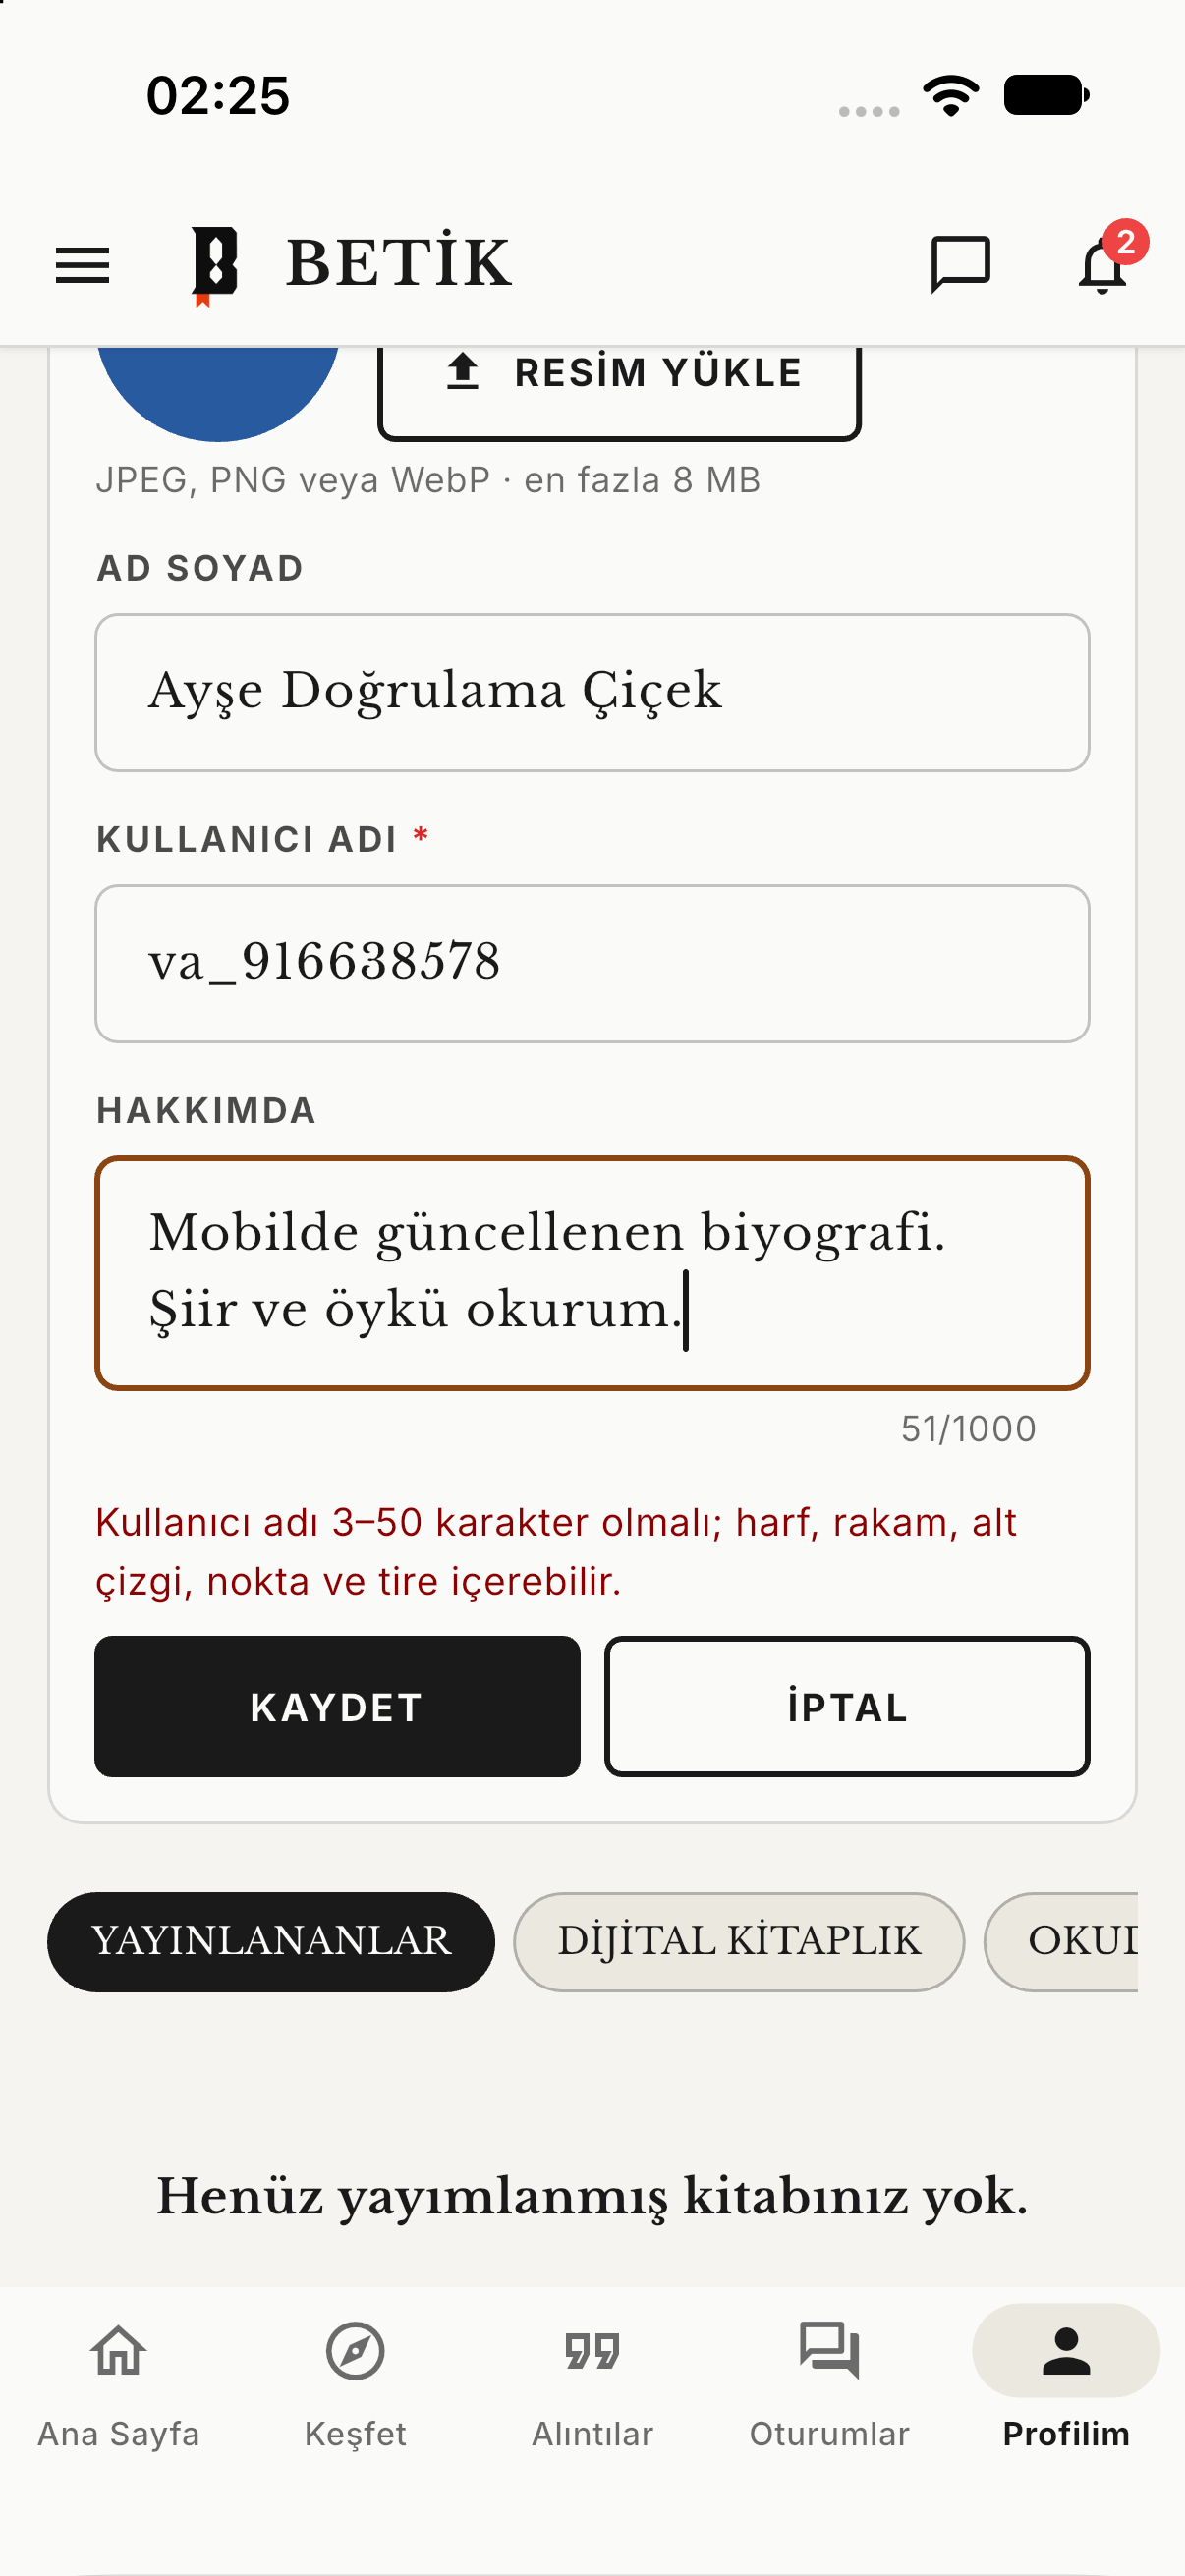 02:25
BETİK
2
RESİM YÜKLE
JPEG, PNG veya WebP · en fazla 8 MB
AD SOYAD
Ayşe Doğrulama Çiçek
KULLANICI ADI *
va_916638578
HAKKIMDA
Mobilde güncellenen biyografi.
Şiir ve öykü okurum.
51/1000
Kullanıcı adı 3–50 karakter olmalı; harf, rakam, alt
çizgi, nokta ve tire içerebilir.
KAYDET
İPTAL
YAYINLANANLAR
DİJİTAL KİTAPLIK
Henüz yayımlanmış kitabınız yok.
Ana Sayfa
Keşfet
Alıntılar
Oturumlar
Profilim